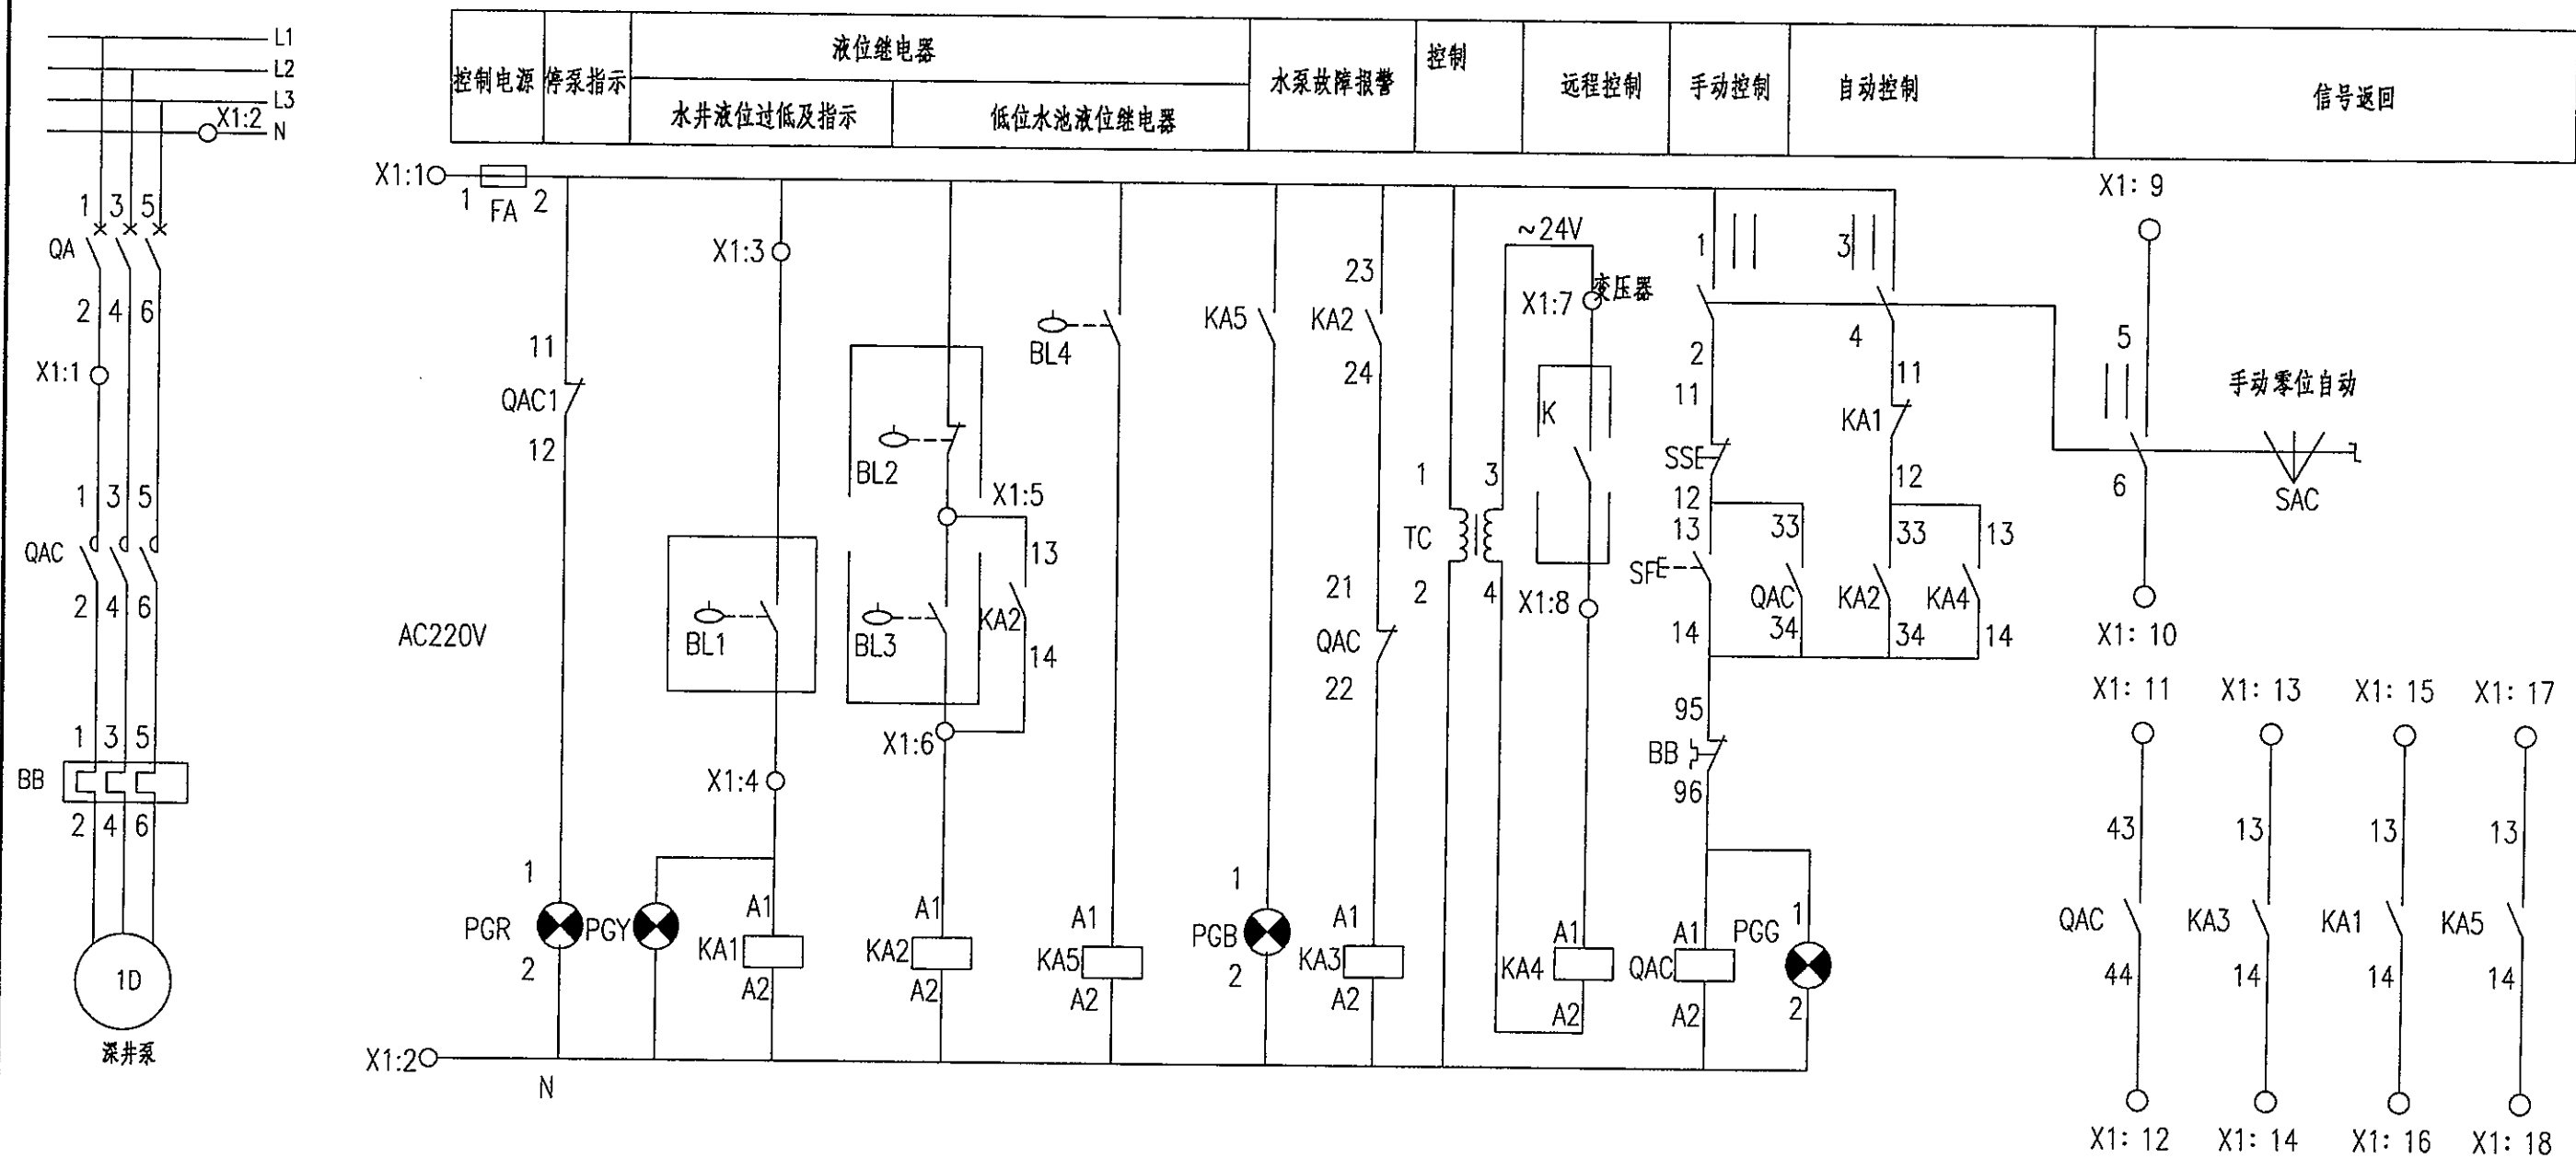 L1
L2
L3
X1:2
N
1 3 5
QA
2 4 6
X1:1
1 3 5
QAC
2 4 6
1 3 5
BB
2 4 6
1D
深井泵
控制电源
停泵指示
液位继电器
水井液位过低及指示
低位水池液位继电器
水泵故障报警
控制
变压器
远程控制
手动控制
自动控制
信号返回
X1:1
1
FA
2
AC220V
X1:2
N
11
QAC1
12
1
PGR
2
X1:3
BL1
X1:4
PGY
A1
KA1
A2
BL2
X1:5
BL3
13
KA2
14
X1:6
A1
KA2
A2
BL4
A1
KA5
A2
KA5
1
PGB
2
23
KA2
24
21
QAC
22
A1
KA3
A2
1
3
TC
2
4
~24V
X1:7
K
X1:8
A1
KA4
A2
1
2
11
SSE
12
13
SFE
14
33
QAC
34
95
BB
96
A1
QAC
A2
1
PGG
2
3
4
11
KA1
12
33
KA2
34
13
KA4
14
X1: 9
5
6
X1: 10
手动零位自动
SAC
X1: 11
43
QAC
44
X1: 12
X1: 13
13
KA3
14
X1: 14
X1: 15
13
KA1
14
X1: 16
X1: 17
13
KA5
14
X1: 18